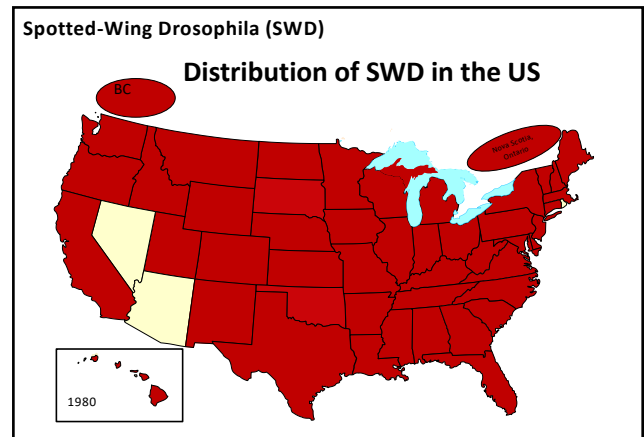 Spotted-Wing Drosophila (SWD)
Distribution of SWD in the US
BC
Nova Scotia,
Ontario
1980